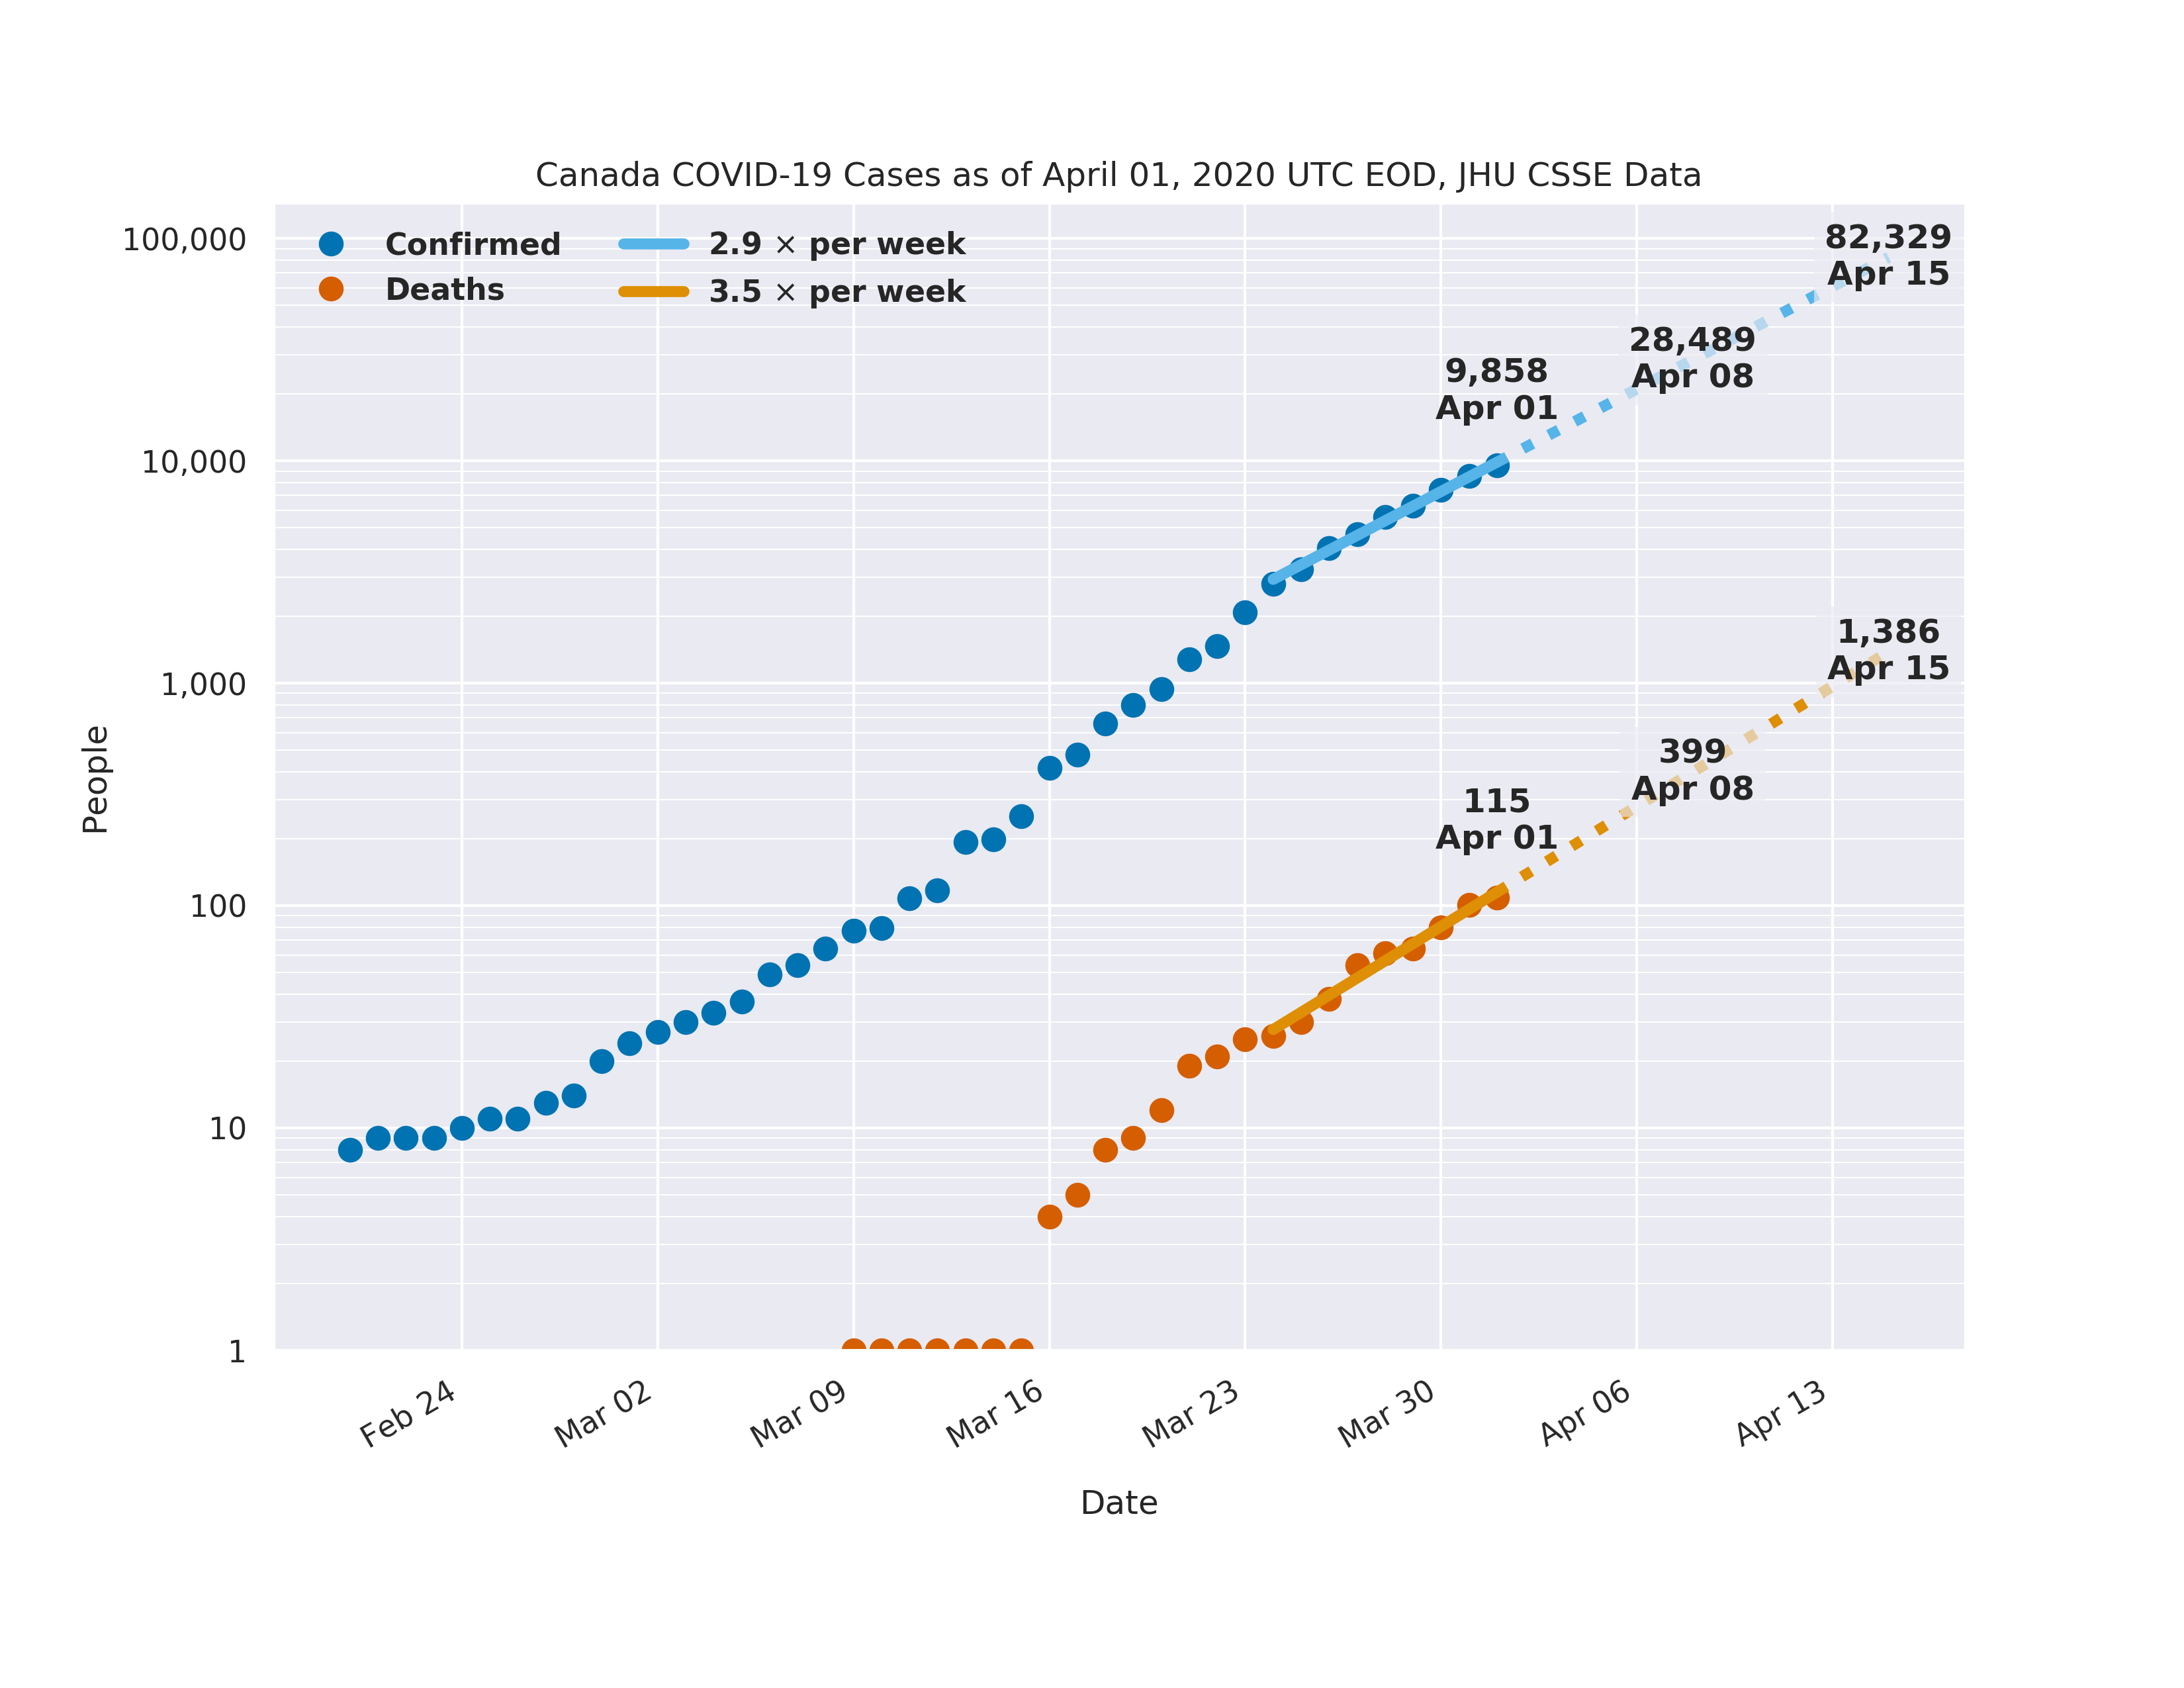 Canada COVID-19 Cases as of April 01, 2020 UTC EOD, JHU CSSE Data
Confirmed
Deaths
2.9 × per week
3.5 × per week
100,000
10,000
1,000
100
10
1
People
82,329
Apr 15
28,489
Apr 08
9,858
Apr 01
1,386
Apr 15
399
Apr 08
115
Apr 01
Feb 24
Mar 02
Mar 09
Mar 16
Mar 23
Mar 30
Apr 06
Apr 13
Date